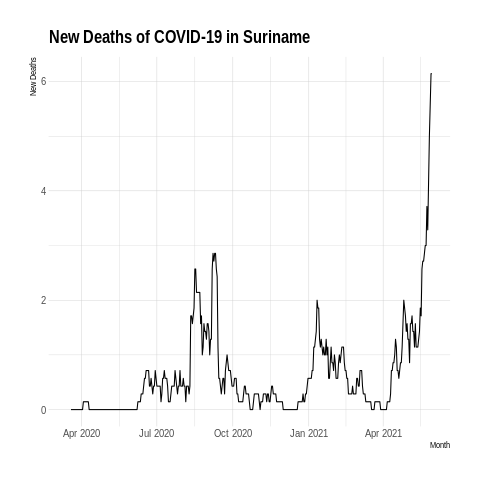 New Deaths of COVID-19 in Suriname
New Deaths
6
4
2
0
Apr 2020
Jul 2020
Oct 2020
Jan 2021
Apr 2021
Month